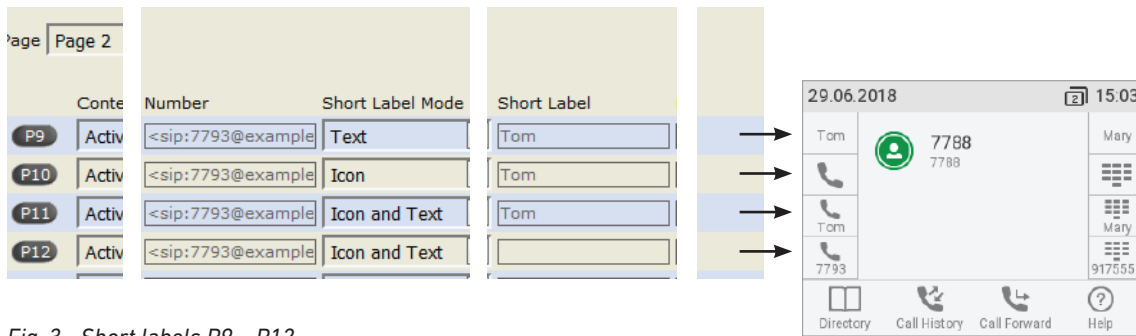 Page Page 2
Conte Number Short Label Mode Short Label
P9 Activ <sip:7793@example Text Tom
P10 Activ <sip:7793@example Icon Tom
P11 Activ <sip:7793@example Icon and Text Tom
P12 Activ <sip:7793@example Icon and Text
29.06.2018 2 15:03
Tom 7788 Mary
7788
Tom Mary
7793 917555
Directory Call History Call Forward Help
Fig. 3 Short labels P9 – P12